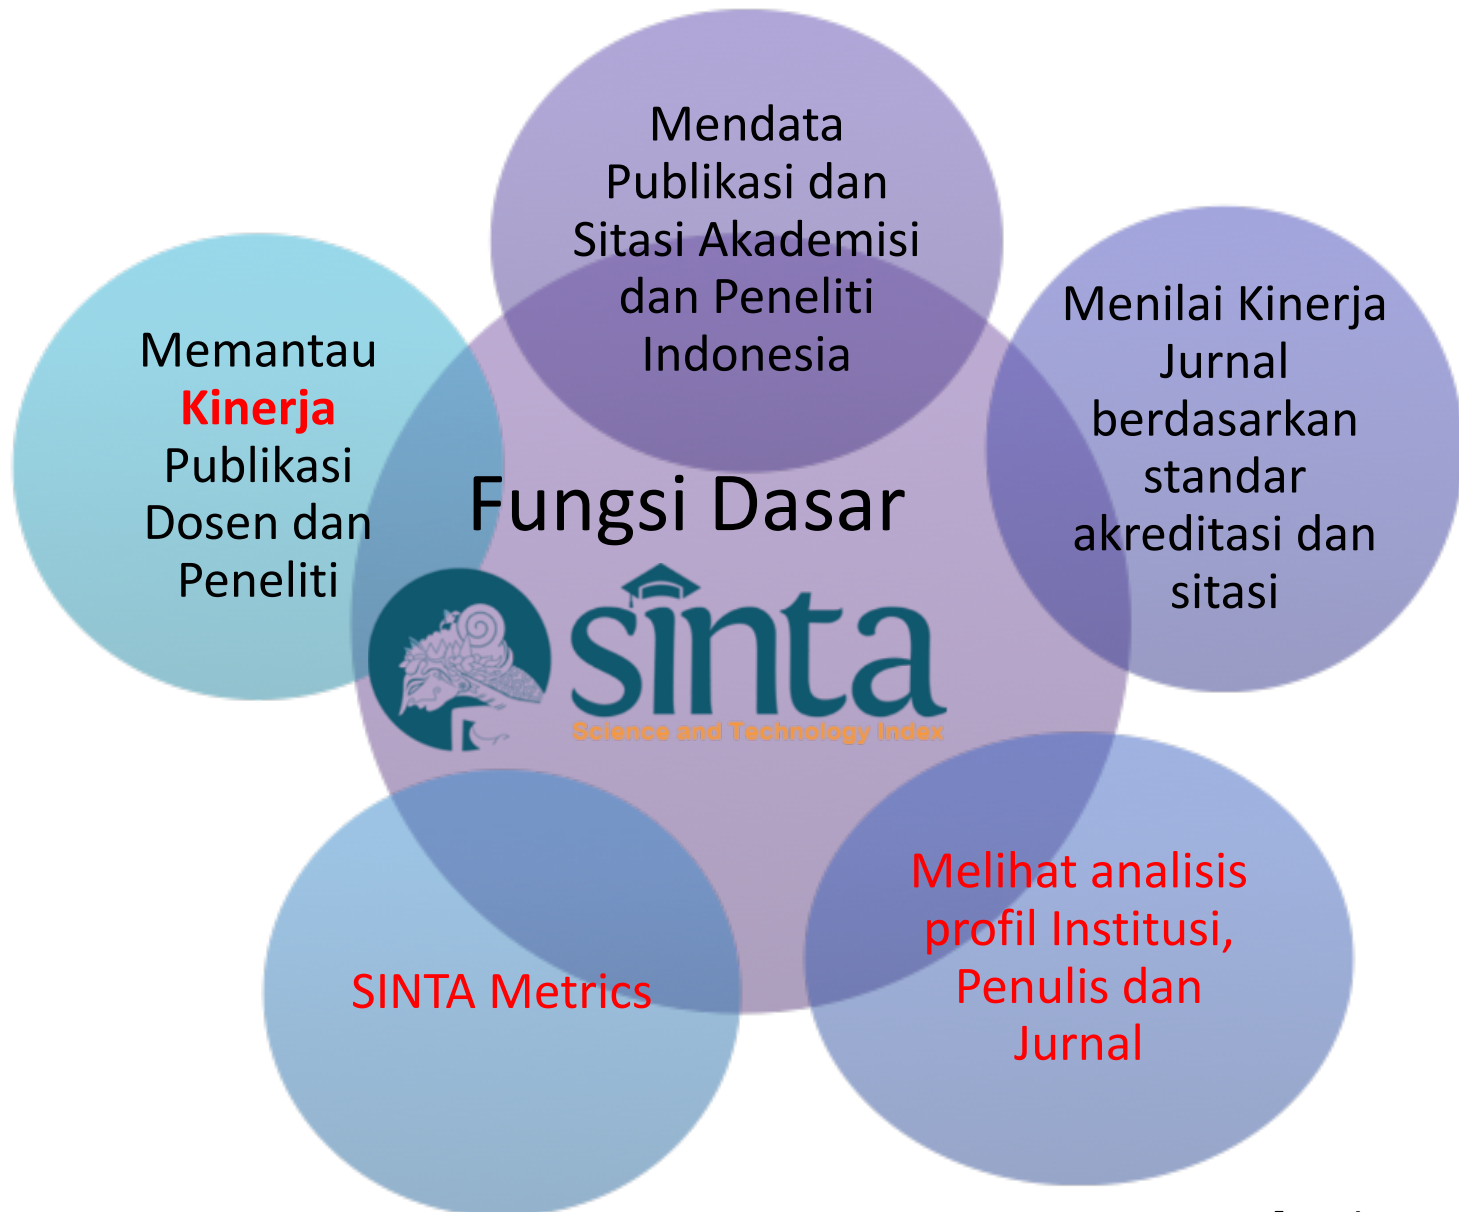 Mendata
Publikasi dan
Sitasi Akademisi
dan Peneliti
Indonesia
Menilai Kinerja
Jurnal
berdasarkan
standar
akreditasi dan
sitasi
Memantau
Kinerja
Publikasi
Dosen dan
Peneliti
Fungsi Dasar
sinta
Science and Technology Index
Melihat analisis
profil Institusi,
Penulis dan
Jurnal
SINTA Metrics